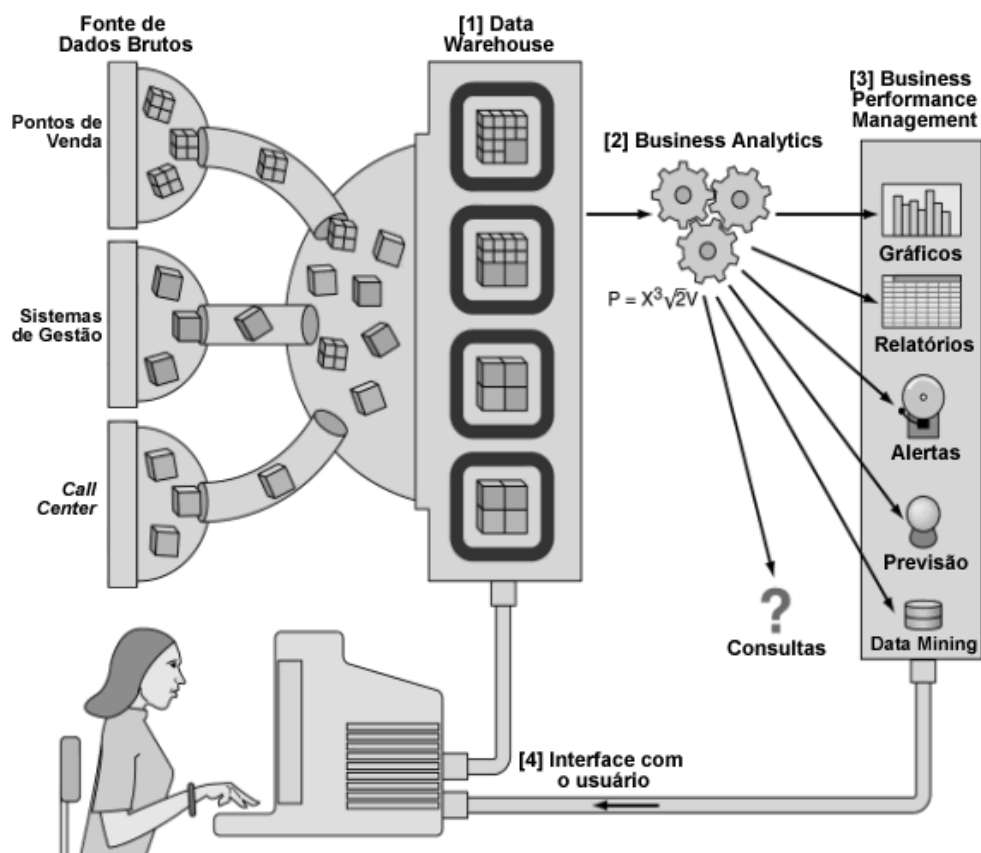 Fonte de
Dados Brutos
[1] Data
Warehouse
[3] Business
Performance
Management
Pontos de
Venda
[2] Business Analytics
Gráficos
P = X³√2V
Sistemas
de Gestão
Relatórios
Alertas
Call
Center
Previsão
?
Consultas
Data Mining
[4] Interface com
o usuário